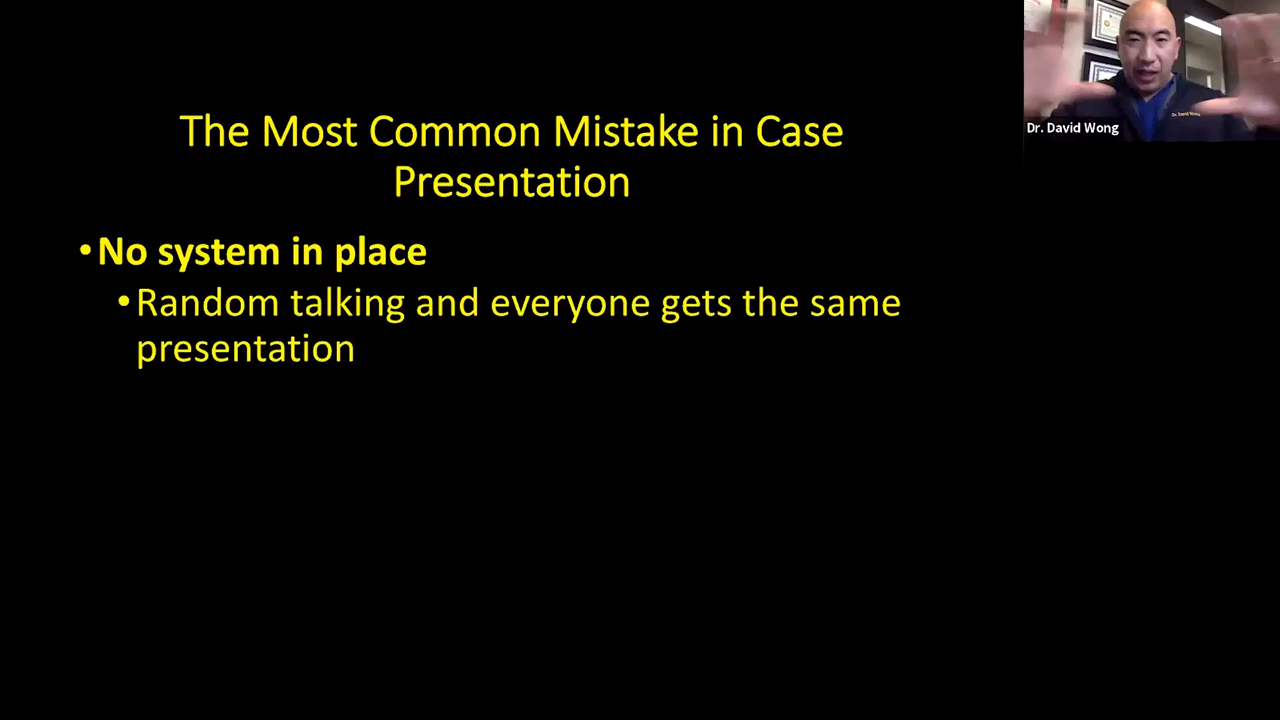 The Most Common Mistake in Case
Presentation
•No system in place
•Random talking and everyone gets the same
presentation
Dr. David Wong